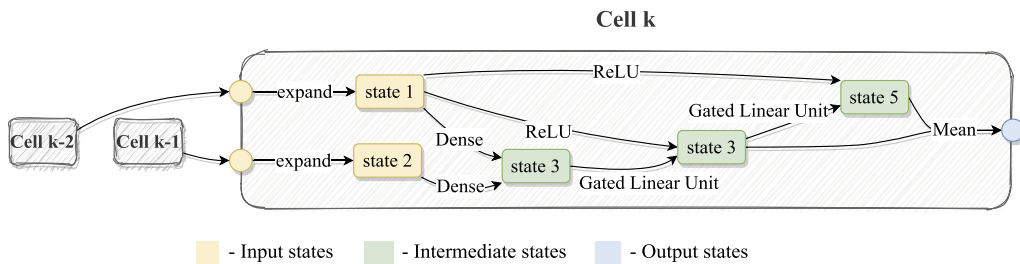 Cell k
ReLU
expand
state 1
state 5
Gated Linear Unit
Cell k-2
Cell k-1
ReLU
Mean
Dense
state 3
expand
state 2
state 3
Dense
Gated Linear Unit
- Input states
- Intermediate states
- Output states